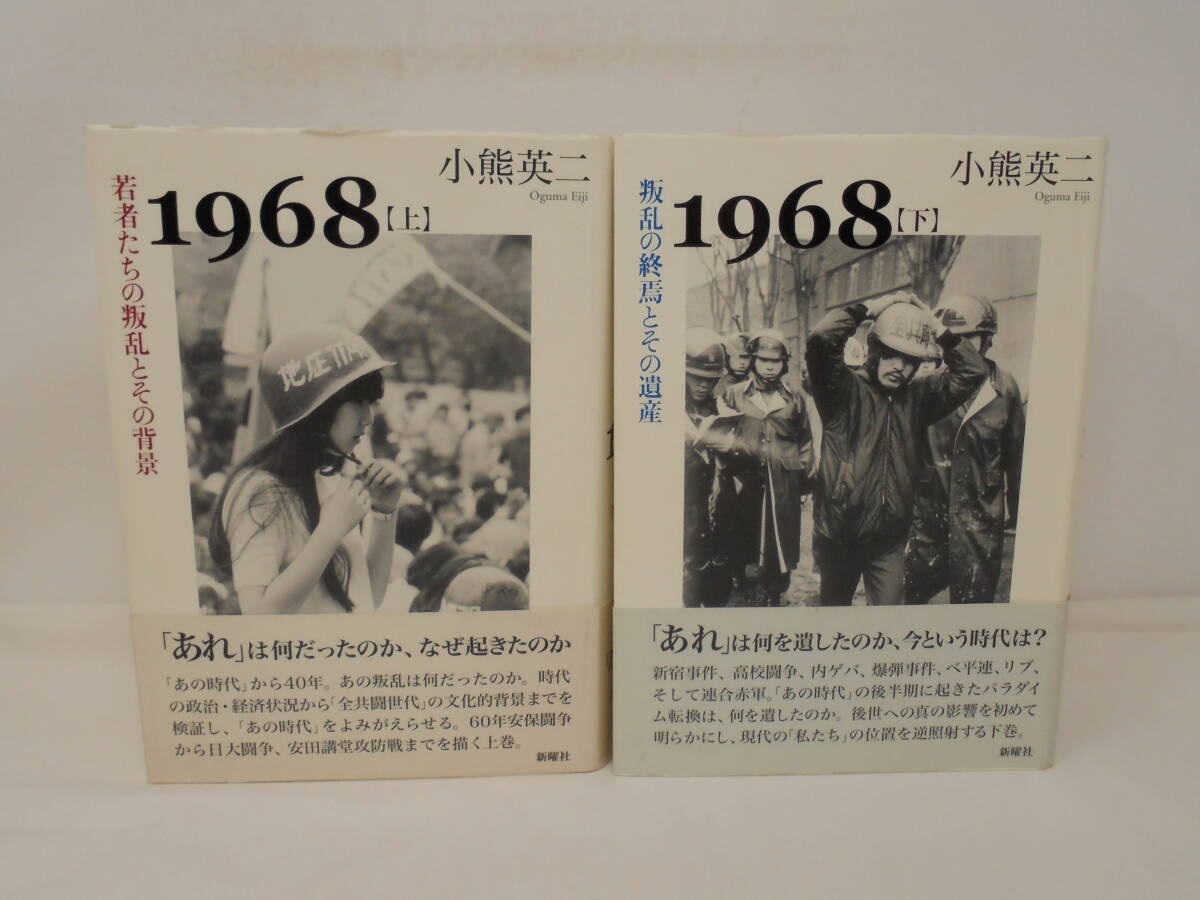 小熊英二
Oguma Eiji
1968【上】
若者たちの叛乱とその背景
「あれ」は何だったのか、なぜ起きたのか
「あの時代」から40年。あの叛乱は何だったのか。時代
の政治・経済状況から「全共闘世代」の文化的背景までを
検証し、「あの時代」をよみがえらせる。60年安保闘争
から日大闘争、安田講堂攻防戦までを描く上巻。
新曜社
小熊英二
Oguma Eiji
1968【下】
叛乱の終焉とその遺産
全共闘
「あれ」は何を遺したのか、今という時代は?
新宿事件、高校闘争、内ゲバ、爆弾事件、ベ平連、リブ、
そして連合赤軍。「あの時代」の後半期に起きたパラダイ
ム転換は、何を遺したのか。後世への真の影響を初めて
明らかにし、現代の「私たち」の位置を逆照射する下巻。
新曜社